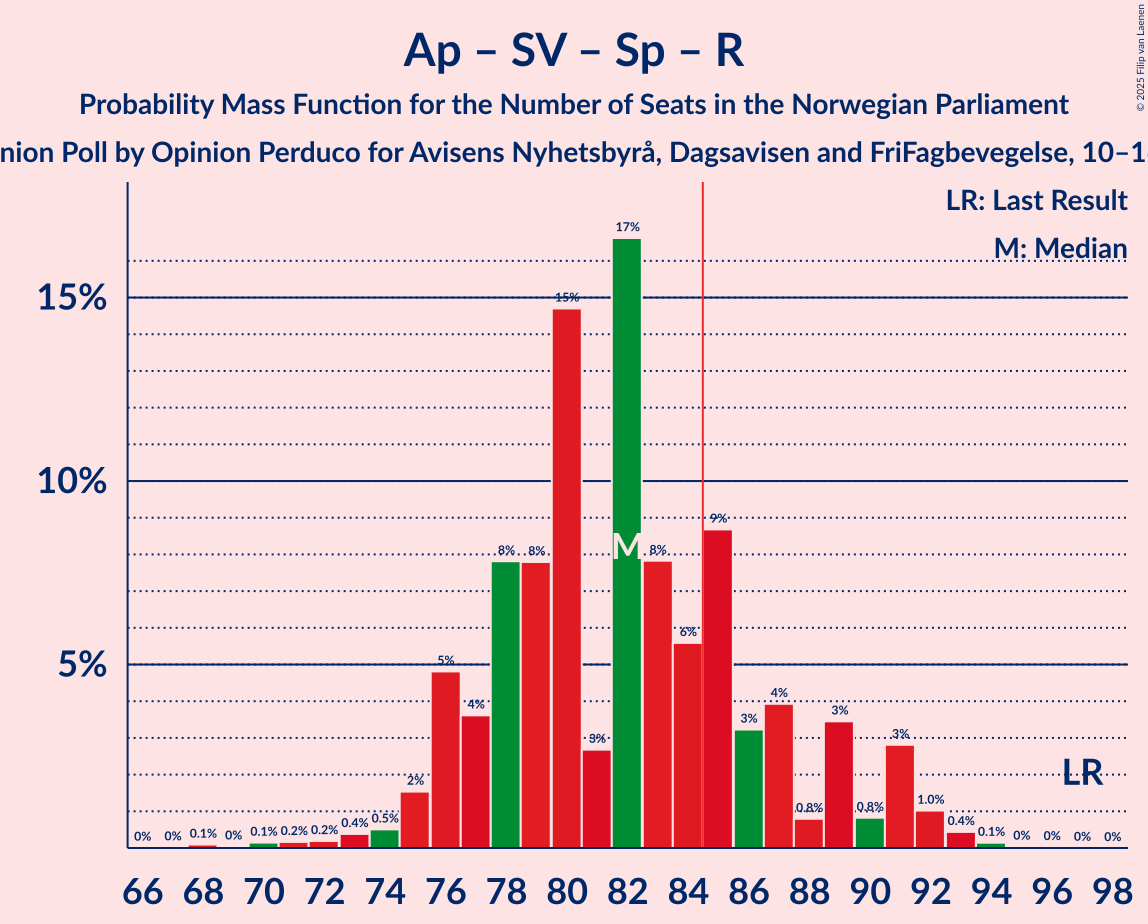 Ap – SV – Sp – R
Probability Mass Function for the Number of Seats in the Norwegian Parliament
nion Poll by Opinion Perduco for Avisens Nyhetsbyrå, Dagsavisen and FriFagbevegelse, 10–1
© 2025 Filip van Laenen
LR: Last Result
M: Median
15%
10%
5%
0% 0% 0.1% 0% 0.1% 0.2% 0.2% 0.4% 0.5% 2% 5% 4% 8% 8% 15% 3% 17% 8% 6% 9% 3% 4% 0.8% 3% 0.8% 3% 1.0% 0.4% 0.1% 0% 0% 0% 0%
M
LR
66 68 70 72 74 76 78 80 82 84 86 88 90 92 94 96 98